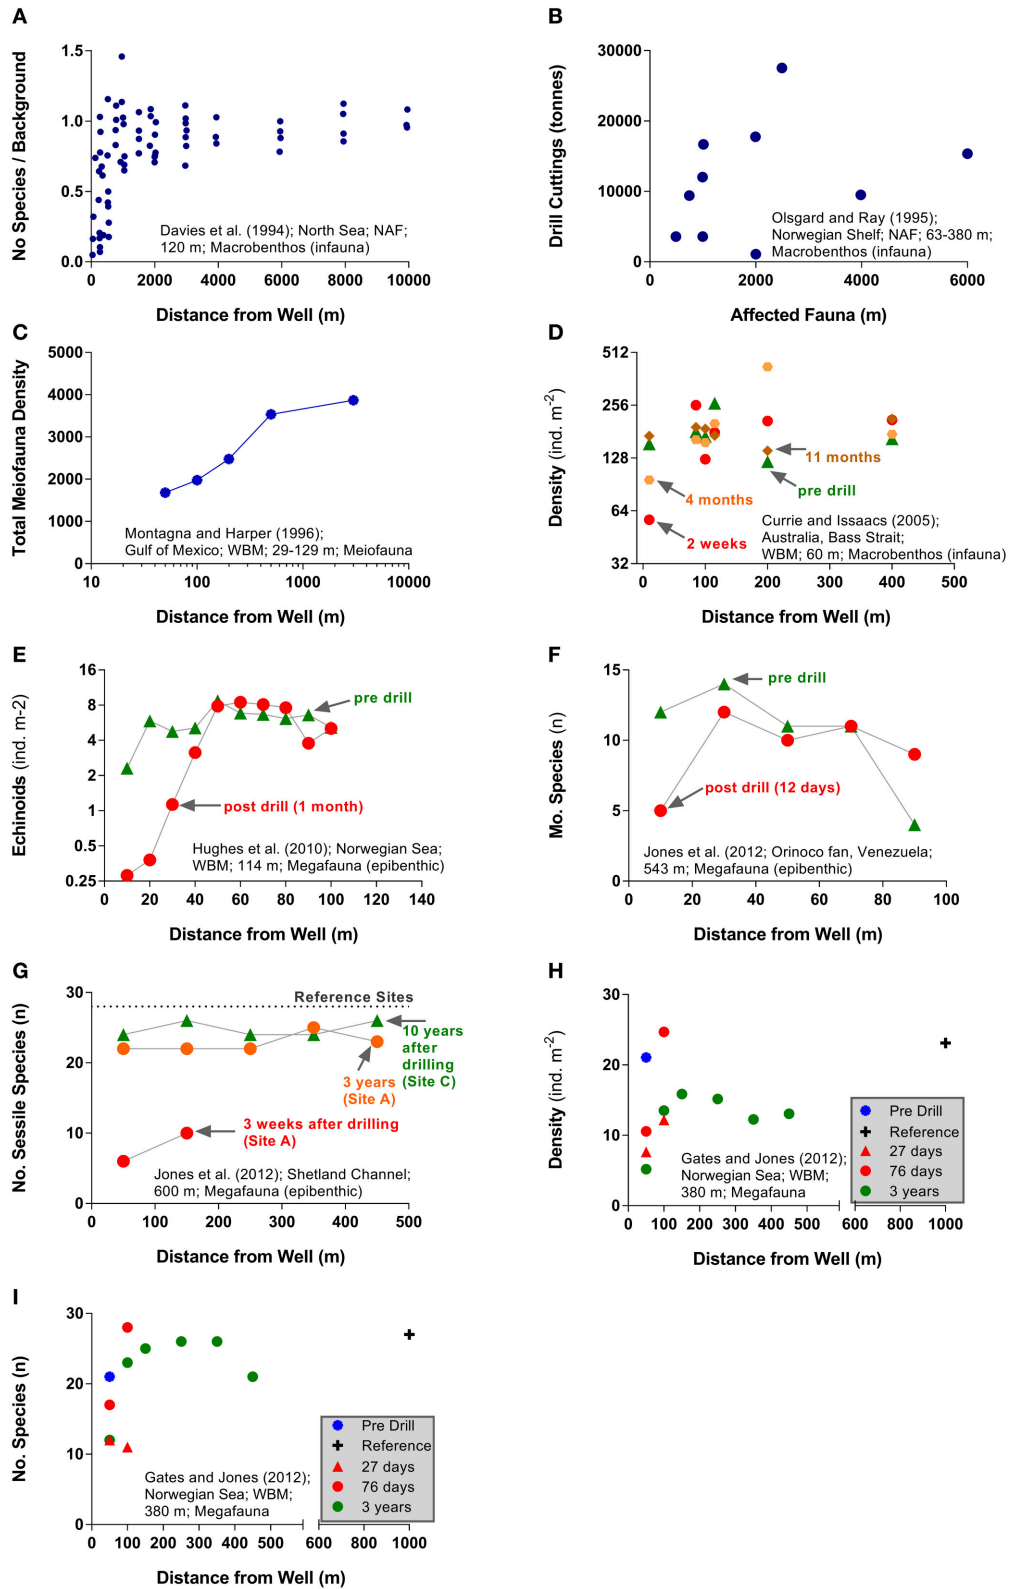 A
No Species / Background
1.5
1.0
0.5
0.0
0 2000 4000 6000 8000 10000
Davies et al. (1994); North Sea; NAF;
120 m; Macrobenthos (infauna)
Distance from Well (m)
B
Drill Cuttings (tonnes)
30000
20000
10000
0
0 2000 4000 6000
Olsgard and Ray (1995);
Norwegian Shelf; NAF; 63-380 m;
Macrobenthos (infauna)
Affected Fauna (m)
C
Total Meiofauna Density
5000
4000
3000
2000
1000
0
10 100 1000 10000
Montagna and Harper (1996);
Gulf of Mexico; WBM; 29-129 m; Meiofauna
Distance from Well (m)
D
Density (ind. m-2)
512
256
128
64
32
0 100 200 300 400 500
11 months
pre drill
4 months
2 weeks
Currie and Issaacs (2005);
Australia, Bass Strait;
WBM; 60 m; Macrobenthos (infauna)
Distance from Well (m)
E
Echinoids (ind. m-2)
16
8
4
2
1
0.5
0.25
0 20 40 60 80 100 120 140
pre drill
post drill (1 month)
Hughes et al. (2010); Norwegian Sea;
WBM; 114 m; Megafauna (epibenthic)
Distance from Well (m)
F
Mo. Species (n)
15
10
5
0
0 20 40 60 80 100
pre drill
post drill (12 days)
Jones et al. (2012; Orinoco fan, Venezuela;
543 m; Megafauna (epibenthic)
Distance from Well (m)
G
No. Sessile Species (n)
30
20
10
0
0 100 200 300 400 500
Reference Sites
10 years
after
drilling
(Site C)
3 years
(Site A)
3 weeks after drilling
(Site A)
Jones et al. (2012); Shetland Channel;
600 m; Megafauna (epibenthic)
Distance from Well (m)
H
Density (ind. m-2)
30
20
10
0
0 100 200 300 400 500 600 800 1000
Gates and Jones (2012);
Norwegian Sea; WBM;
380 m; Megafauna
Pre Drill
Reference
27 days
76 days
3 years
Distance from Well (m)
I
No. Species (n)
30
20
10
0
0 100 200 300 400 500 600 800 1000
Gates and Jones (2012);
Norwegian Sea; WBM;
380 m; Megafauna
Pre Drill
Reference
27 days
76 days
3 years
Distance from Well (m)